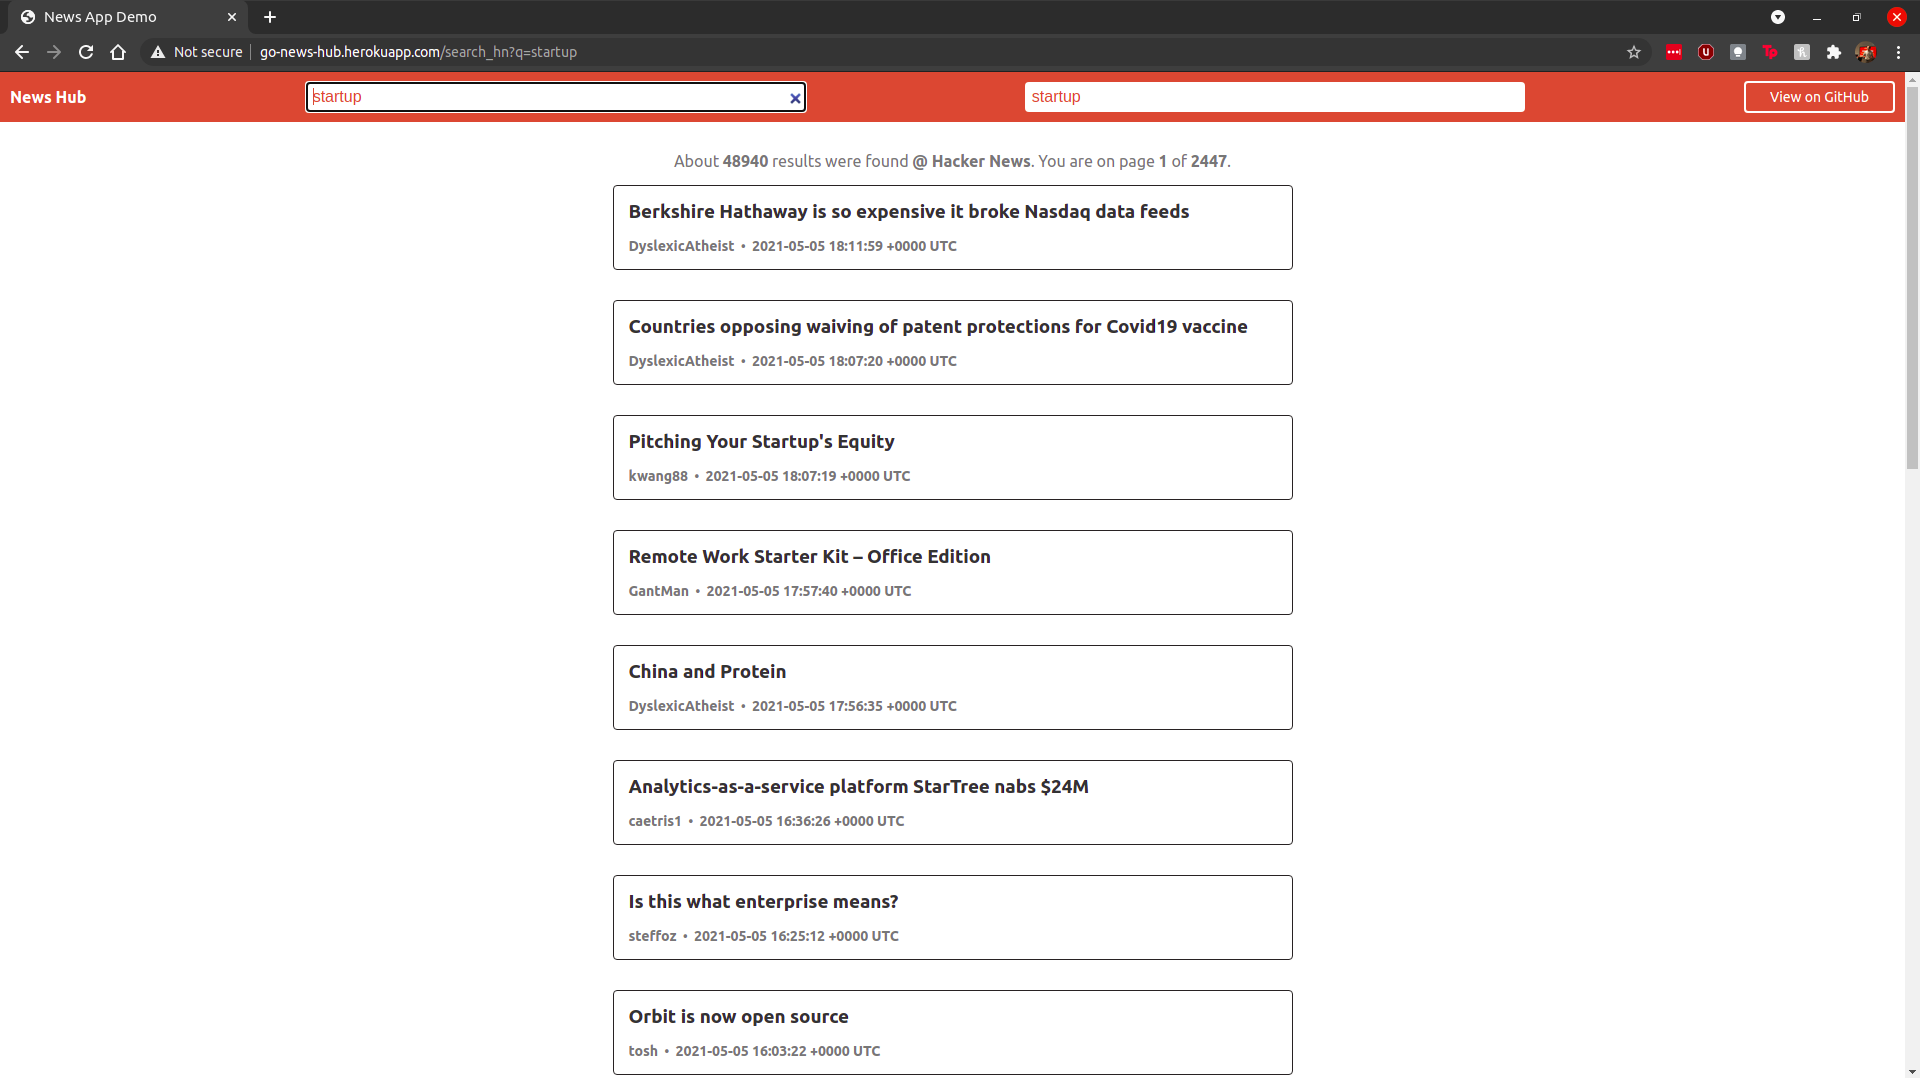 News App Demo
Not secure go-news-hub.herokuapp.com/search_hn?q=startup
News Hub startup startup View on GitHub
About 48940 results were found @ Hacker News. You are on page 1 of 2447.
Berkshire Hathaway is so expensive it broke Nasdaq data feeds
DyslexicAtheist • 2021-05-05 18:11:59 +0000 UTC
Countries opposing waiving of patent protections for Covid19 vaccine
DyslexicAtheist • 2021-05-05 18:07:20 +0000 UTC
Pitching Your Startup's Equity
kwang88 • 2021-05-05 18:07:19 +0000 UTC
Remote Work Starter Kit – Office Edition
GantMan • 2021-05-05 17:57:40 +0000 UTC
China and Protein
DyslexicAtheist • 2021-05-05 17:56:35 +0000 UTC
Analytics-as-a-service platform StarTree nabs $24M
caetris1 • 2021-05-05 16:36:26 +0000 UTC
Is this what enterprise means?
steffoz • 2021-05-05 16:25:12 +0000 UTC
Orbit is now open source
tosh • 2021-05-05 16:03:22 +0000 UTC